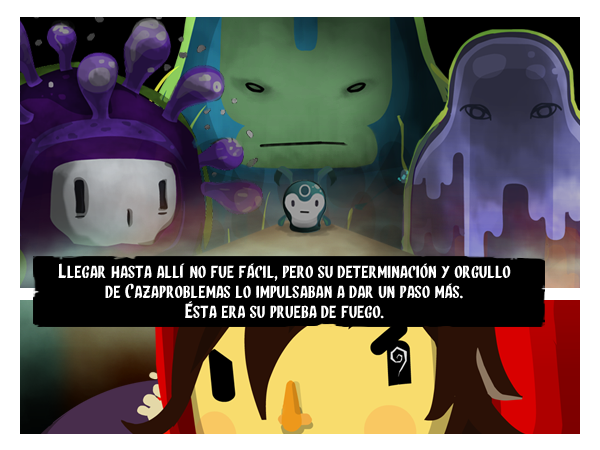 Llegar hasta allí no fue fácil, pero su determinación y orgullo
de Cazaproblemas lo impulsaban a dar un paso más.
Ésta era su prueba de fuego.